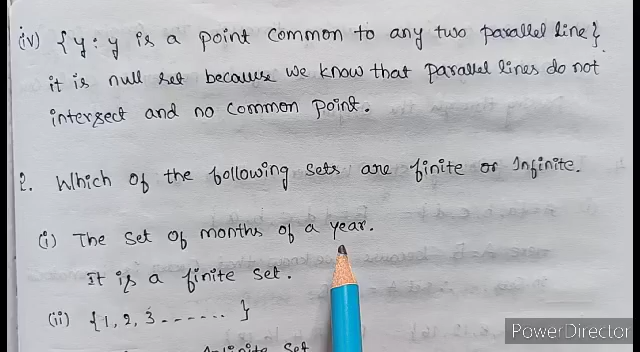 (iv) {y : y is a point common to any two parallel line}.
it is null set because we know that parallel lines do not
intersect and no common point.
2. Which of the following sets are finite or Infinite.
(i) The set of months of a year.
It is a finite set.
(ii) {1, 2, 3 ....... }
Set
PowerDirector